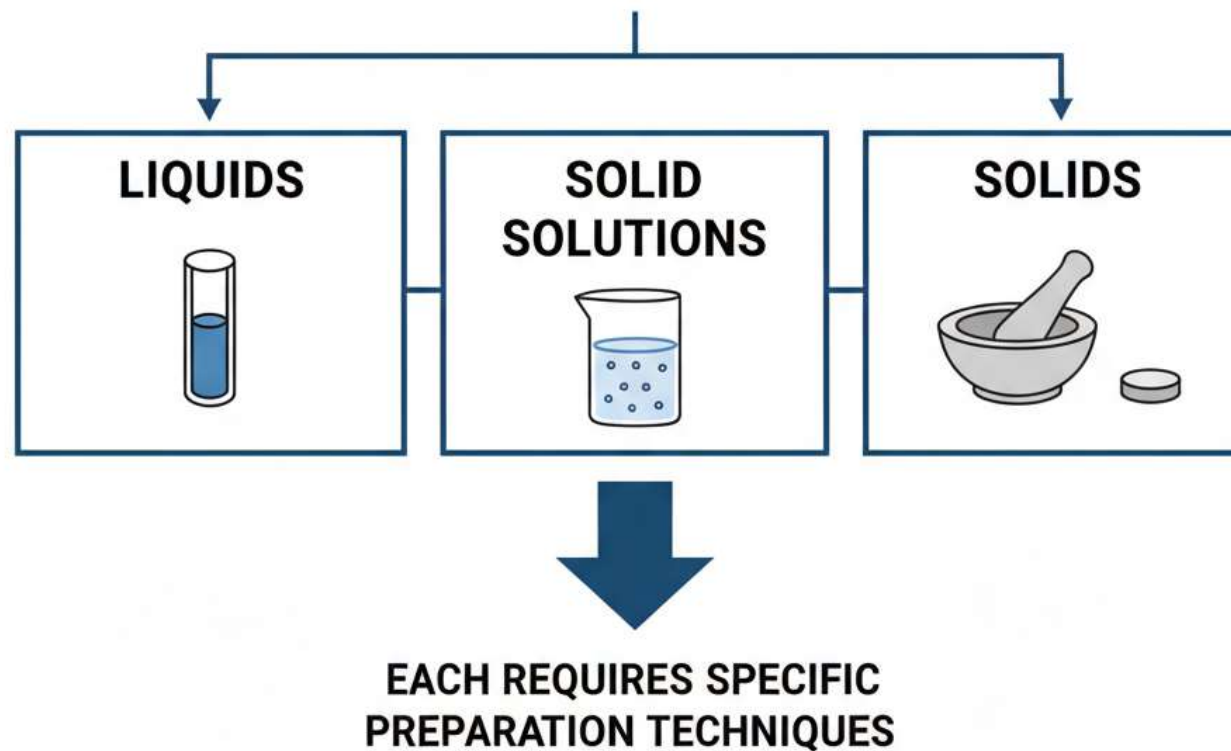 LIQUIDS
SOLID
SOLUTIONS
SOLIDS
EACH REQUIRES SPECIFIC
PREPARATION TECHNIQUES